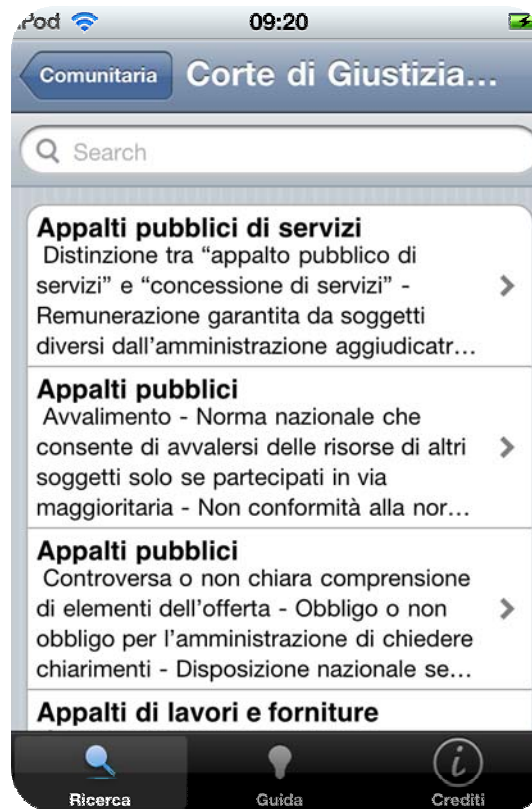 iPod 09:20
Comunitaria Corte di Giustizia...
Search
Appalti pubblici di servizi
Distinzione tra “appalto pubblico di
servizi” e “concessione di servizi” -
Remunerazione garantita da soggetti
diversi dall’amministrazione aggiudicatr...
Appalti pubblici
Avvalimento - Norma nazionale che
consente di avvalersi delle risorse di altri
soggetti solo se partecipati in via
maggioritaria - Non conformità alla nor...
Appalti pubblici
Controversa o non chiara comprensione
di elementi dell’offerta - Obbligo o non
obbligo per l’amministrazione di chiedere
chiarimenti - Disposizione nazionale se...
Appalti di lavori e forniture
Ricerca Guida Crediti